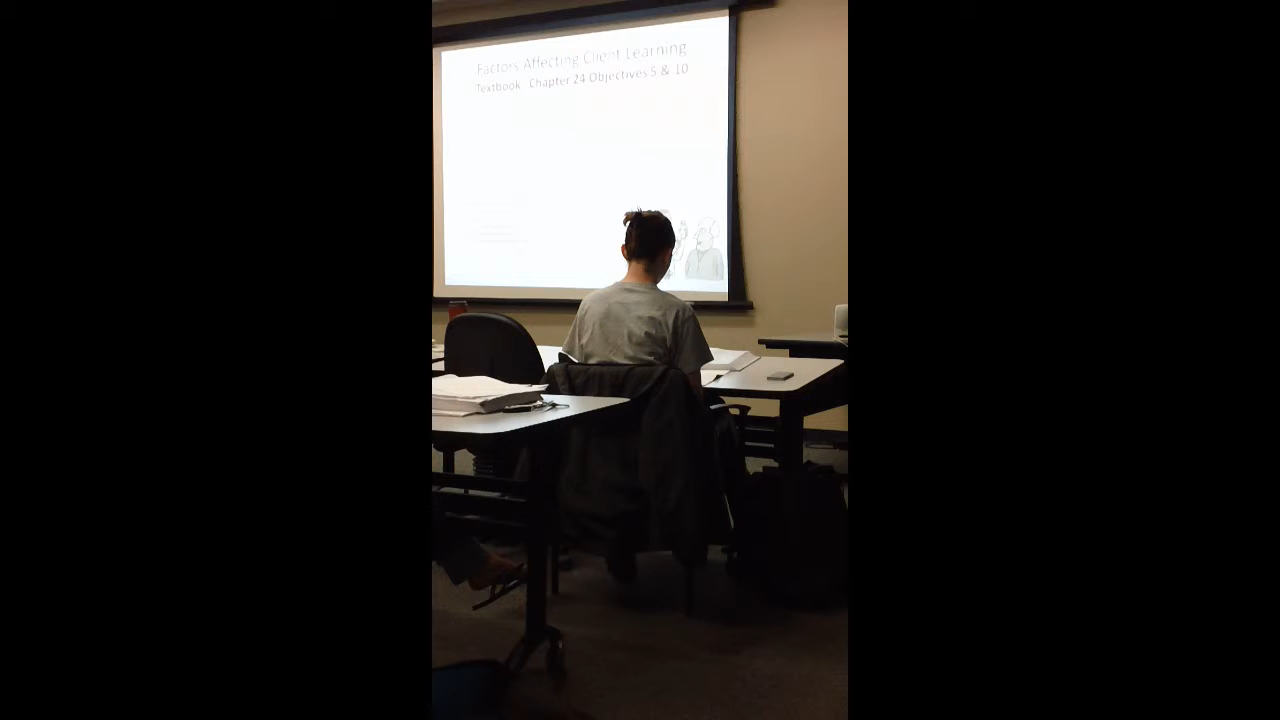 Factors Affecting Client Learning
Textbook Chapter 24 Objectives 5 & 10